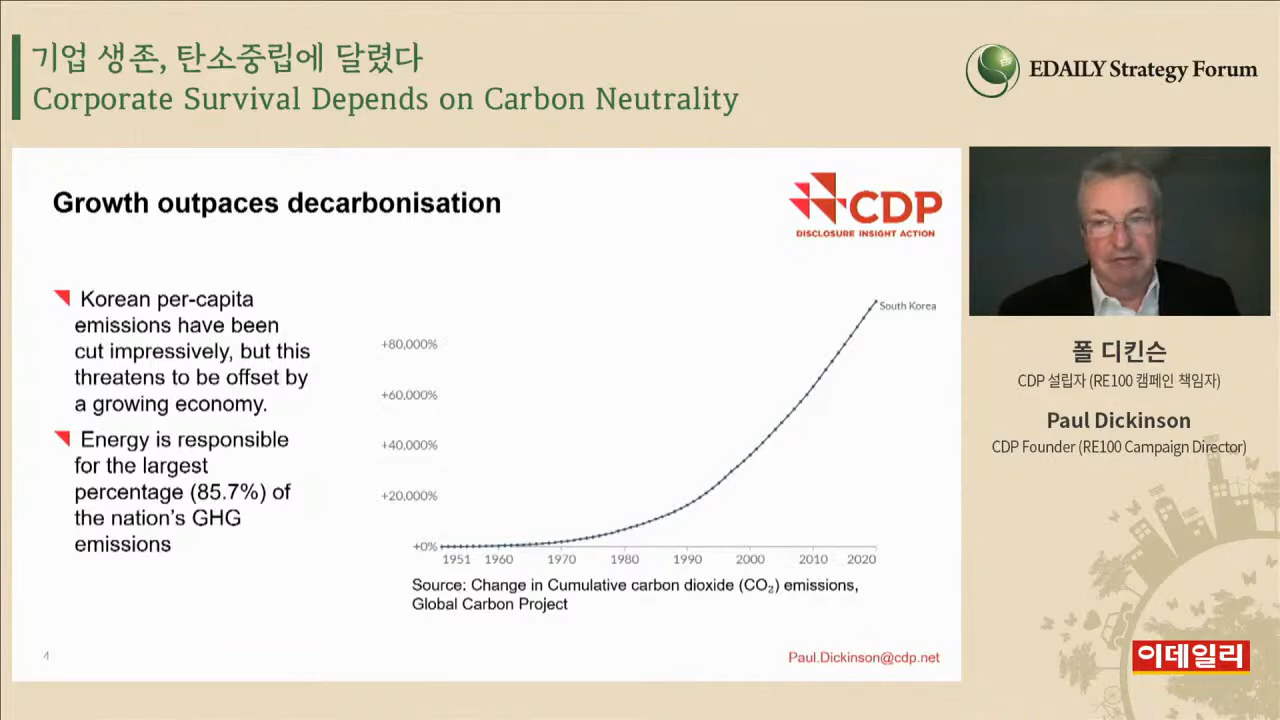 기업 생존, 탄소중립에 달렸다
Corporate Survival Depends on Carbon Neutrality
EDAILY Strategy Forum
Growth outpaces decarbonisation
CDP
DISCLOSURE INSIGHT ACTION
Korean per-capita
emissions have been
cut impressively, but this
threatens to be offset by
a growing economy.
Energy is responsible
for the largest
percentage (85.7%) of
the nation's GHG
emissions
South Korea
+80,000%
+60,000%
+40,000%
+20,000%
+0%
1951 1960 1970 1980 1990 2000 2010 2020
Source: Change in Cumulative carbon dioxide (CO₂) emissions,
Global Carbon Project
4
Paul.Dickinson@cdp.net
폴 디킨슨
CDP 설립자 (RE100 캠페인 책임자)
Paul Dickinson
CDP Founder (RE100 Campaign Director)
이데일리